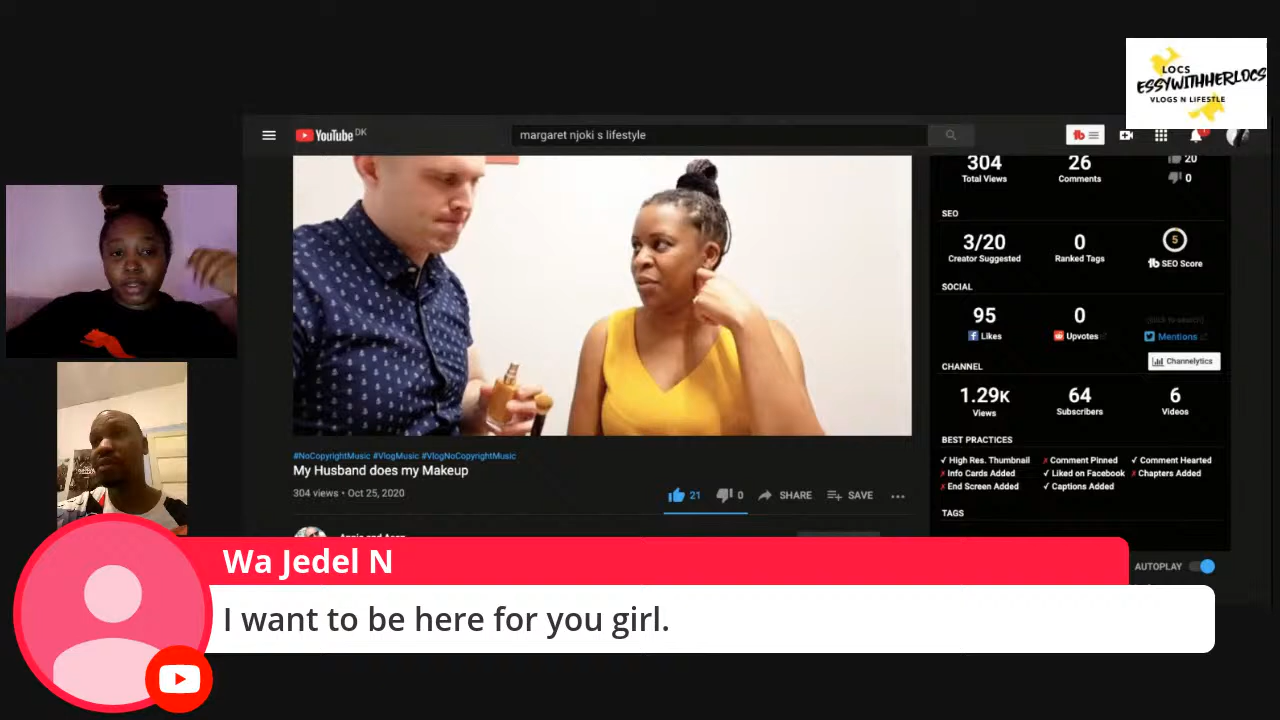 LOCS
ESSYWITHHERLOCS
VLOGS N LIFESTLE
YouTube DK
margaret njoki s lifestyle
304
Total Views
26
Comments
20
0
SEO
3/20
Creator Suggested
0
Ranked Tags
5
tb SEO Score
SOCIAL
95
Likes
0
Upvotes
Mentions
CHANNEL
Channelytics
1.29K
Views
64
Subscribers
6
Videos
BEST PRACTICES
✓ High Res. Thumbnail
✗ Comment Pinned
✓ Comment Hearted
✗ Info Cards Added
✓ Liked on Facebook
✗ Chapters Added
✗ End Screen Added
✓ Captions Added
TAGS
#NoCopyrightMusic #VlogMusic #VlogNoCopyrightMusic
My Husband does my Makeup
304 views • Oct 25, 2020
21
0
SHARE
SAVE
AUTOPLAY
Wa Jedel N
I want to be here for you girl.